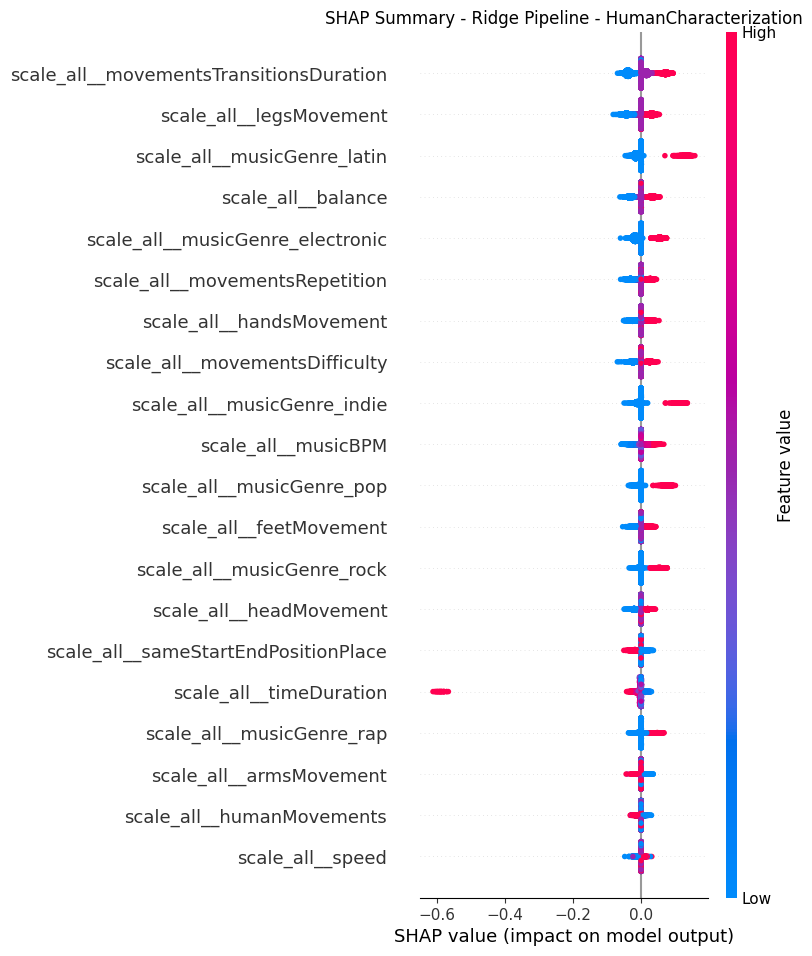 SHAP Summary - Ridge Pipeline - HumanCharacterization
High
scale_all__movementsTransitionsDuration
scale_all__legsMovement
scale_all__musicGenre_latin
scale_all__balance
scale_all__musicGenre_electronic
scale_all__movementsRepetition
scale_all__handsMovement
scale_all__movementsDifficulty
scale_all__musicGenre_indie
scale_all__musicBPM
scale_all__musicGenre_pop
scale_all__feetMovement
scale_all__musicGenre_rock
scale_all__headMovement
scale_all__sameStartEndPositionPlace
scale_all__timeDuration
scale_all__musicGenre_rap
scale_all__armsMovement
scale_all__humanMovements
scale_all__speed
Feature value
Low
−0.6 −0.4 −0.2 0.0
SHAP value (impact on model output)